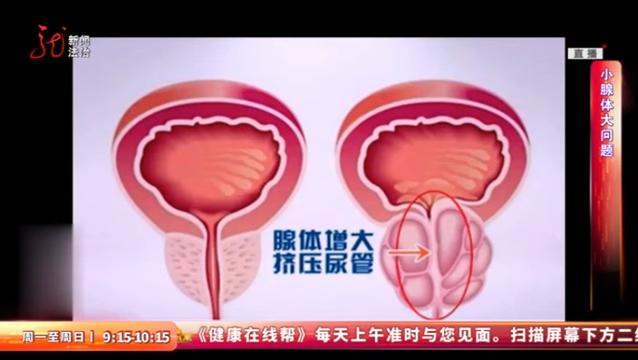 新闻
法治
直播
小腺体大问题
腺体增大
挤压尿管
周一至周日 | 9:15-10:15
《健康在线帮》每天上午准时与您见面。扫描屏幕下方二